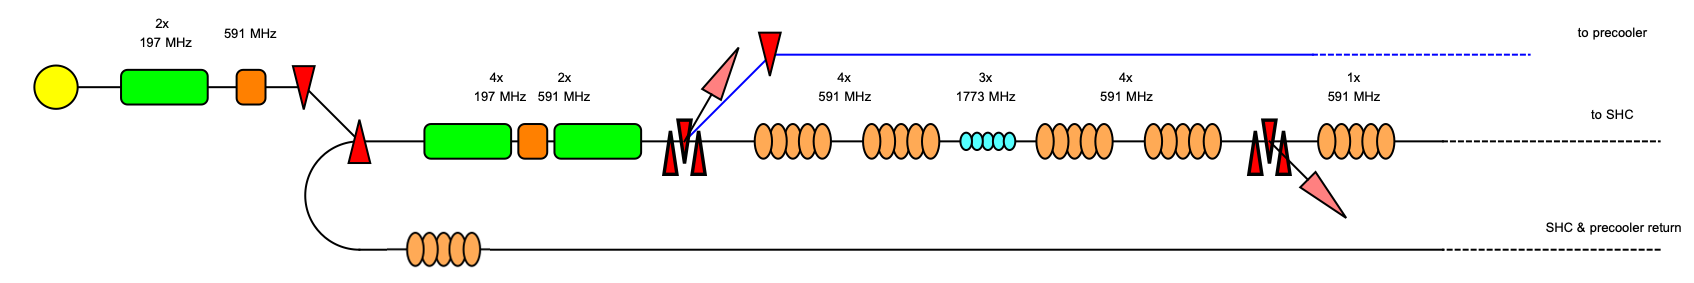 2x
197 MHz
591 MHz
4x
197 MHz
2x
591 MHz
4x
591 MHz
3x
1773 MHz
4x
591 MHz
1x
591 MHz
to precooler
to SHC
SHC & precooler return